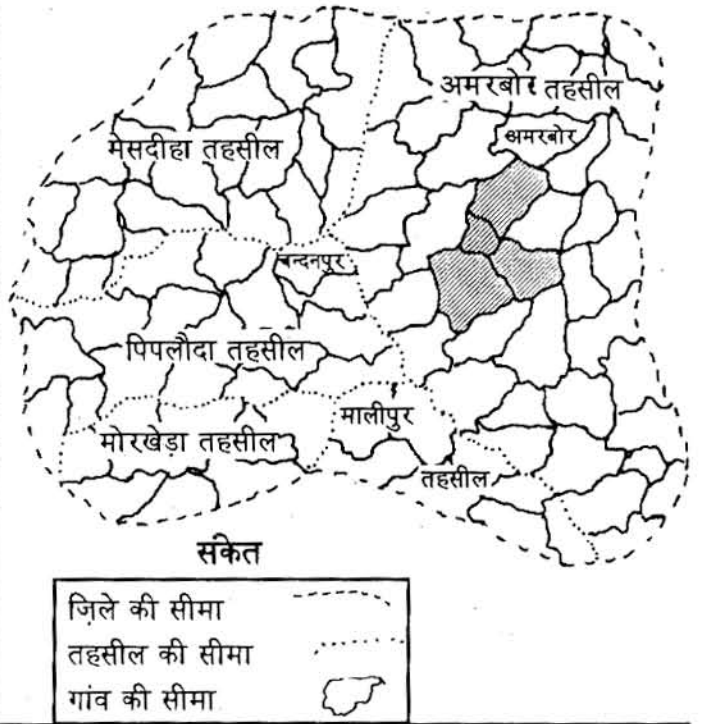 अमरबोर तहसील
अमरबोर
मेसदीहा तहसील
चन्दनपुर
पिपलौदा तहसील
मालीपुर
मोरखेड़ा तहसील
तहसील
संकेत
ज़िले की सीमा
तहसील की सीमा
गांव की सीमा